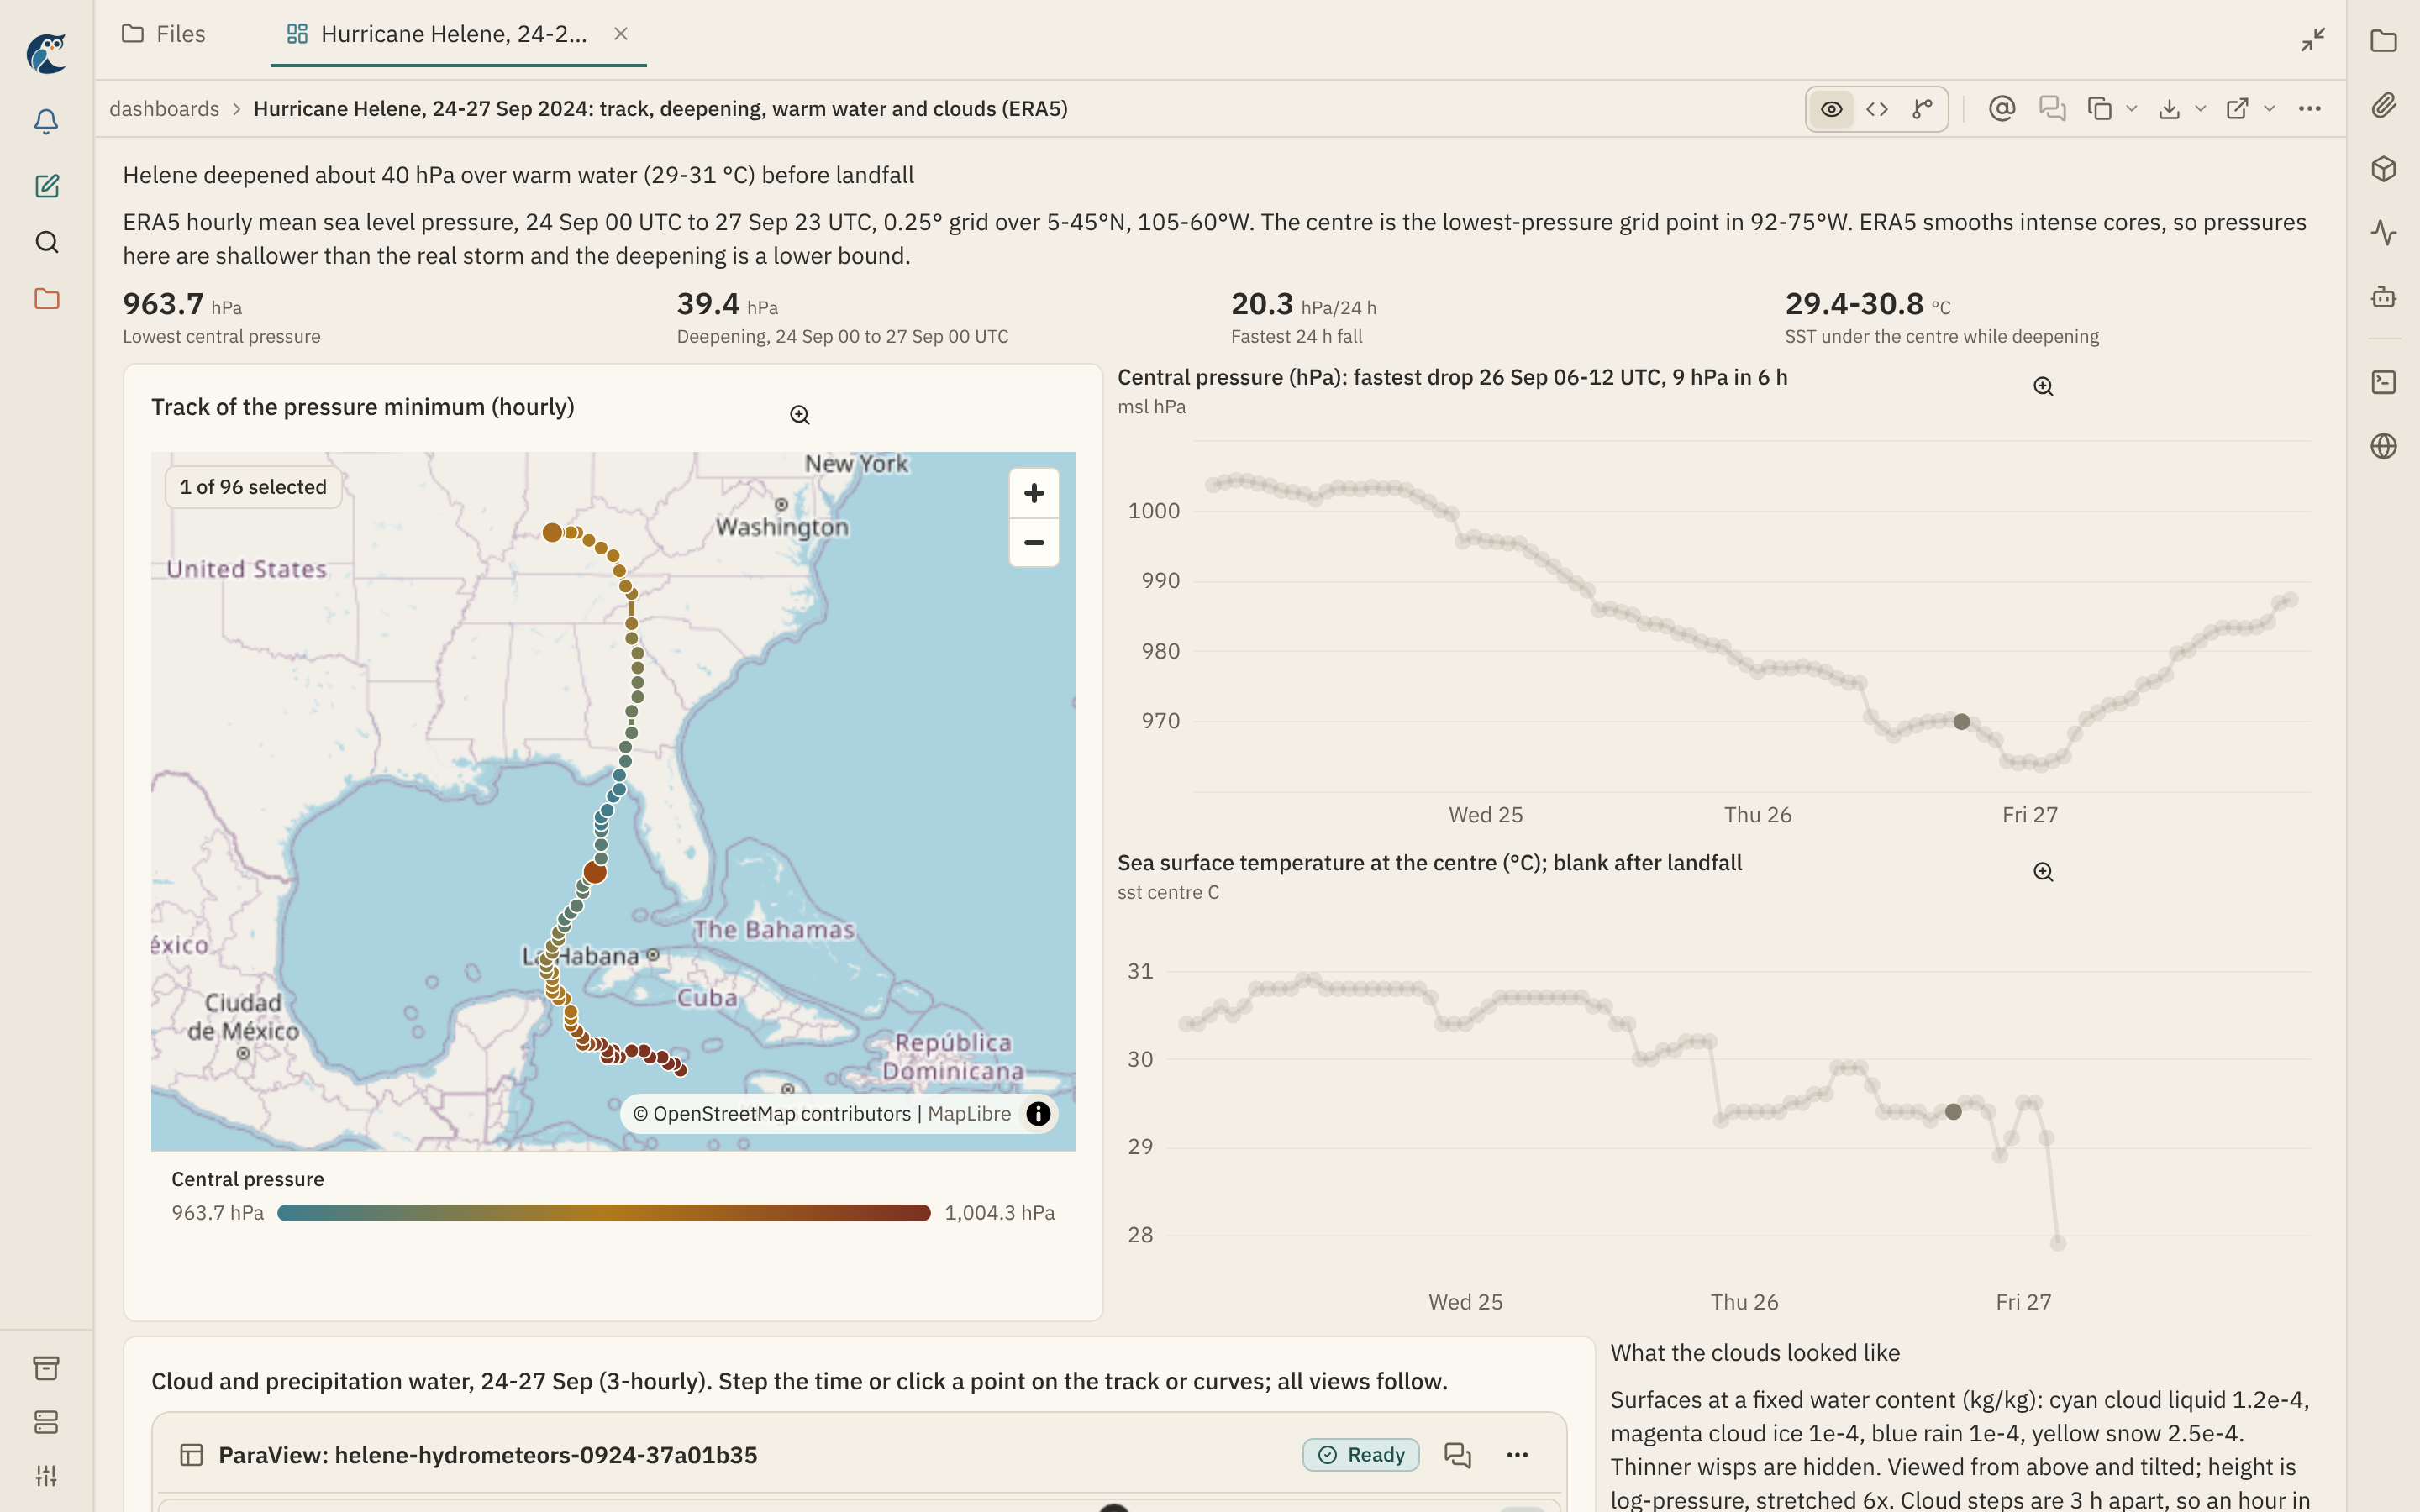 Files
Hurricane Helene, 24-2...
dashboards > Hurricane Helene, 24-27 Sep 2024: track, deepening, warm water and clouds (ERA5)
Helene deepened about 40 hPa over warm water (29-31 °C) before landfall
ERA5 hourly mean sea level pressure, 24 Sep 00 UTC to 27 Sep 23 UTC, 0.25° grid over 5-45°N, 105-60°W. The centre is the lowest-pressure grid point in 92-75°W. ERA5 smooths intense cores, so pressures
here are shallower than the real storm and the deepening is a lower bound.
963.7 hPa
Lowest central pressure
39.4 hPa
Deepening, 24 Sep 00 to 27 Sep 00 UTC
20.3 hPa/24 h
Fastest 24 h fall
29.4-30.8 °C
SST under the centre while deepening
Track of the pressure minimum (hourly)
1 of 96 selected
New York
Washington
United States
The Bahamas
La Habana
éxico
Cuba
Ciudad
de México
República
Dominicana
© OpenStreetMap contributors | MapLibre
Central pressure
963.7 hPa
1,004.3 hPa
Central pressure (hPa): fastest drop 26 Sep 06-12 UTC, 9 hPa in 6 h
msl hPa
1000
990
980
970
Wed 25
Thu 26
Fri 27
Sea surface temperature at the centre (°C); blank after landfall
sst centre C
31
30
29
28
Wed 25
Thu 26
Fri 27
Cloud and precipitation water, 24-27 Sep (3-hourly). Step the time or click a point on the track or curves; all views follow.
ParaView: helene-hydrometeors-0924-37a01b35
Ready
What the clouds looked like
Surfaces at a fixed water content (kg/kg): cyan cloud liquid 1.2e-4,
magenta cloud ice 1e-4, blue rain 1e-4, yellow snow 2.5e-4.
Thinner wisps are hidden. Viewed from above and tilted; height is
log-pressure, stretched 6x. Cloud steps are 3 h apart, so an hour in